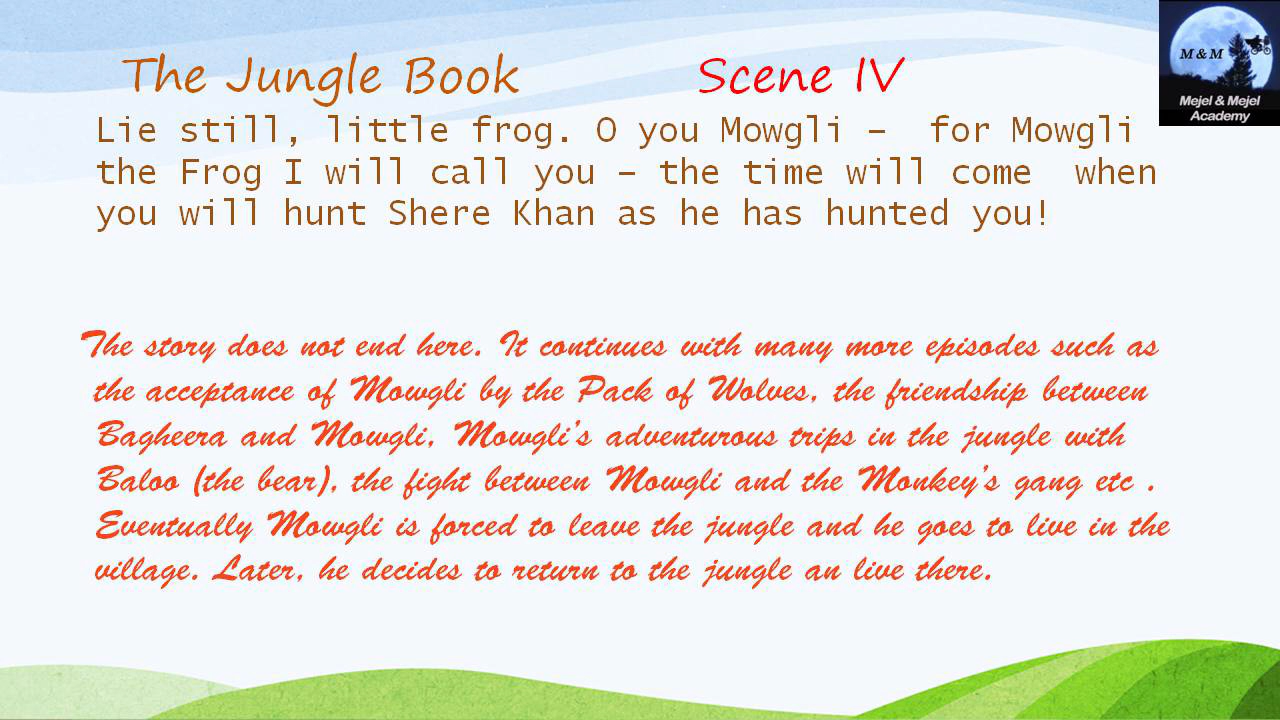 The Jungle Book Scene IV
M & M
Mejel & Mejel
Academy
Lie still, little frog. O you Mowgli – for Mowgli
the Frog I will call you – the time will come when
you will hunt Shere Khan as he has hunted you!
The story does not end here. It continues with many more episodes such as
the acceptance of Mowgli by the Pack of Wolves, the friendship between
Bagheera and Mowgli, Mowgli's adventurous trips in the jungle with
Baloo (the bear), the fight between Mowgli and the Monkey's gang etc .
Eventually Mowgli is forced to leave the jungle and he goes to live in the
village. Later, he decides to return to the jungle an live there.